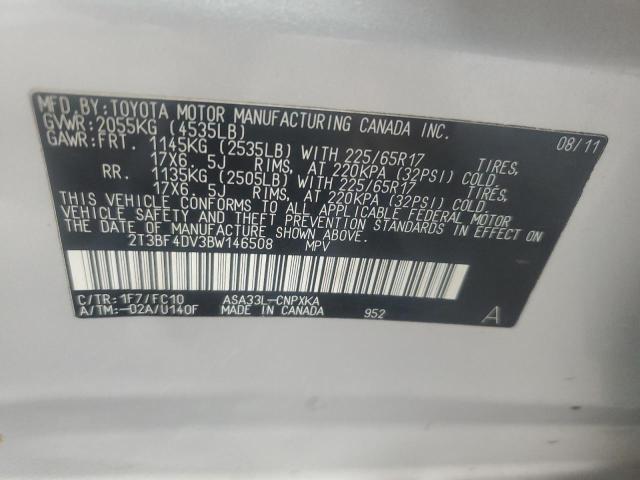 MFD.BY:TOYOTA MOTOR MANUFACTURING CANADA INC.
GVWR:2055KG (4535LB) 08/11
GAWR:FRT. 1145KG (2535LB) WITH 225/65R17 TIRES,
17X6.5J RIMS, AT 220KPA (32PSI) COLD
RR. 1135KG (2505LB) WITH 225/65R17 TIRES,
17X6.5J RIMS, AT 220KPA (32PSI) COLD
THIS VEHICLE CONFORMS TO ALL APPLICABLE FEDERAL MOTOR
VEHICLE SAFETY AND THEFT PREVENTION STANDARDS IN EFFECT ON
THE DATE OF MANUFACTURE SHOWN ABOVE.
2T3BF4DV3BW146508 MPV
C/TR:1F7/FC10 ASA33L-CNPXKA
A/TM:-02A/U140F MADE IN CANADA 952 A